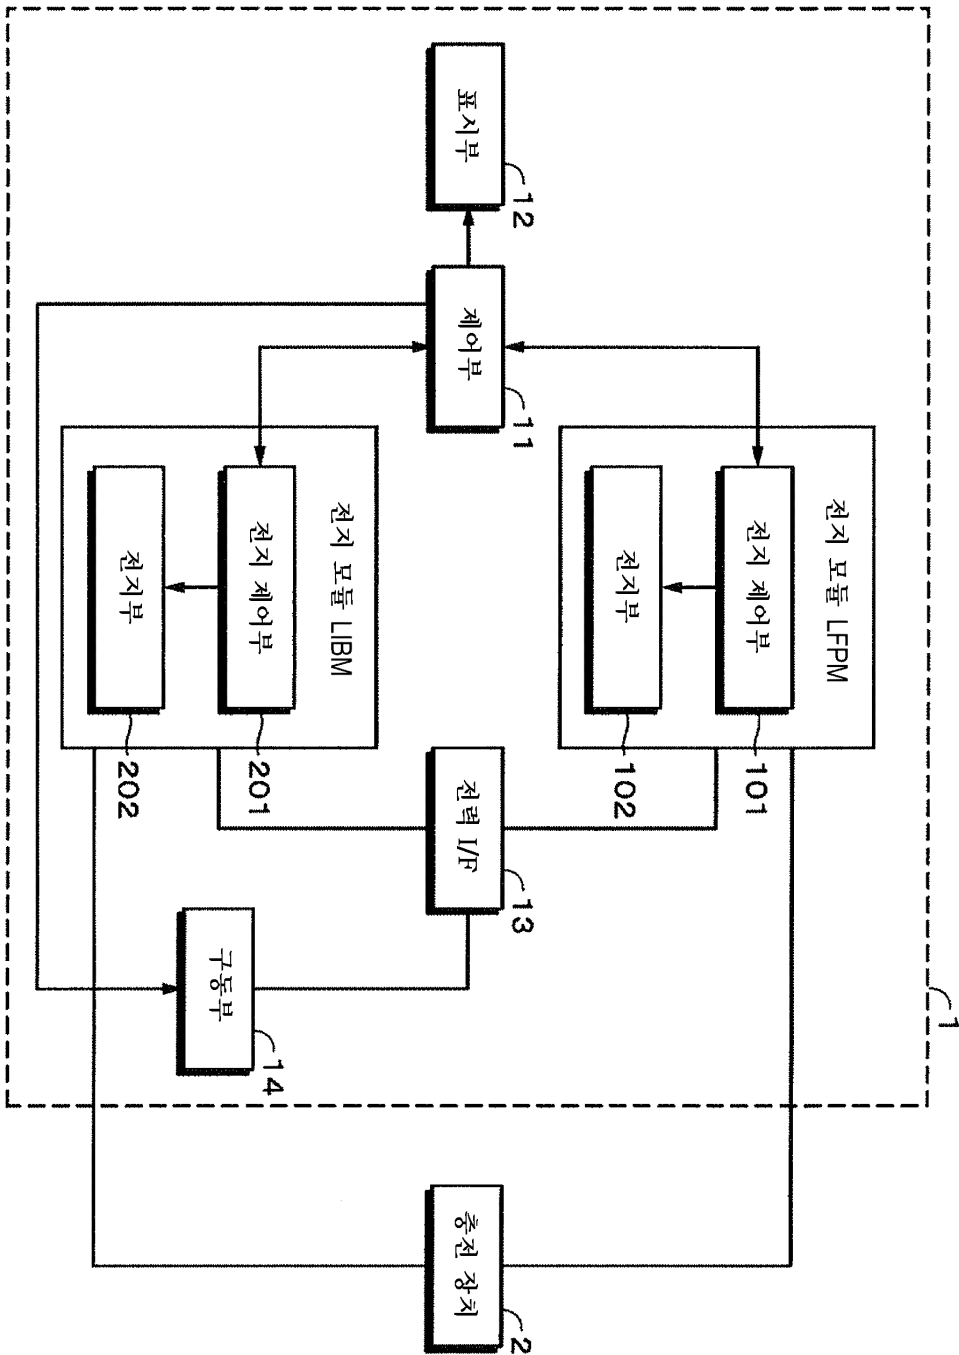 1
전지 모듈 LFPM
전지 제어부
101
전지부
102
표시부
12
제어부
11
전력 I/F
13
충전 장치
2
전지 모듈 LIBM
전지 제어부
201
전지부
202
구동부
14